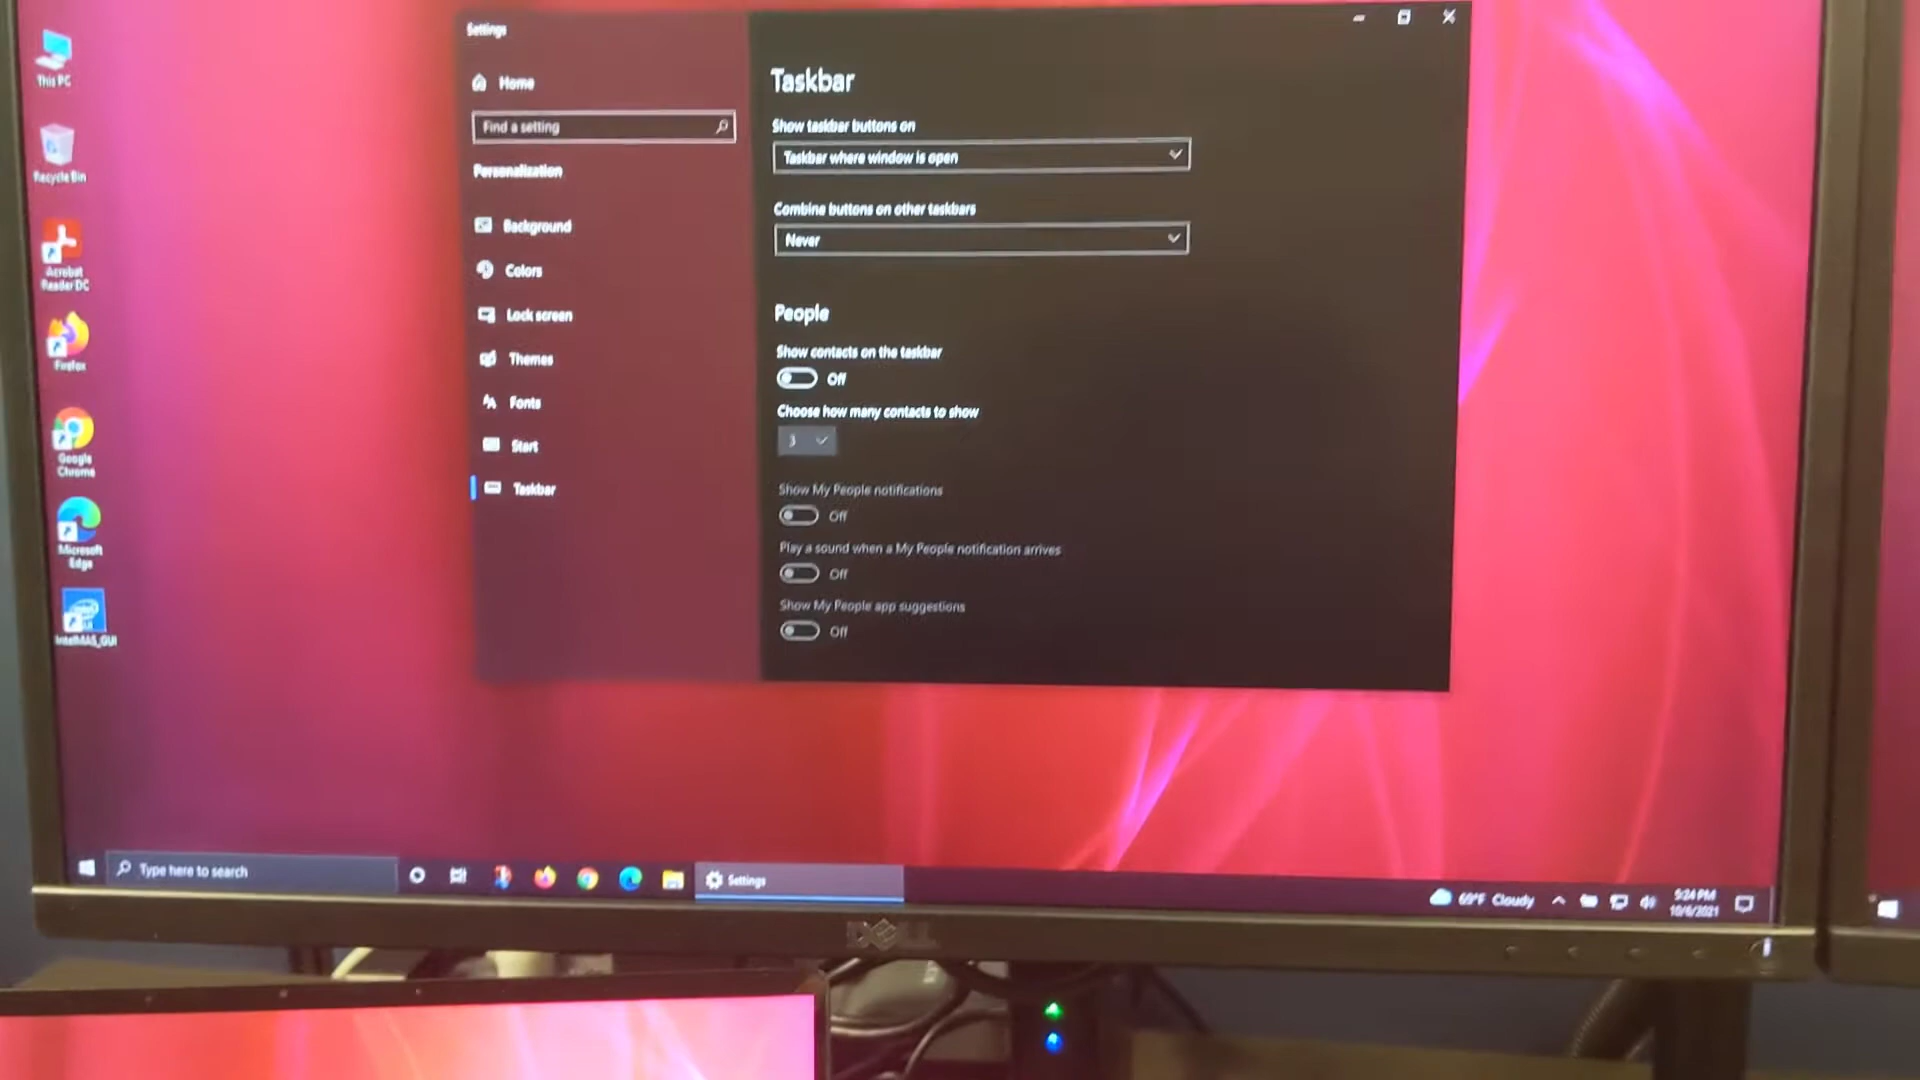 Settings
Home
Find a setting
Personalization
Background
Colors
Lock screen
Themes
Fonts
Start
Taskbar
Taskbar
Show taskbar buttons on
Taskbar where window is open
Combine buttons on other taskbars
Never
People
Show contacts on the taskbar
Off
Choose how many contacts to show
3
Show My People notifications
Off
Play a sound when a My People notification arrives
Off
Show My People app suggestions
Off
This PC
Recycle Bin
Acrobat
Reader DC
Firefox
Google
Chrome
Microsoft
Edge
IntelMAS_GUI
Type here to search
Settings
69°F Cloudy
5:24 PM
10/6/2021
DELL